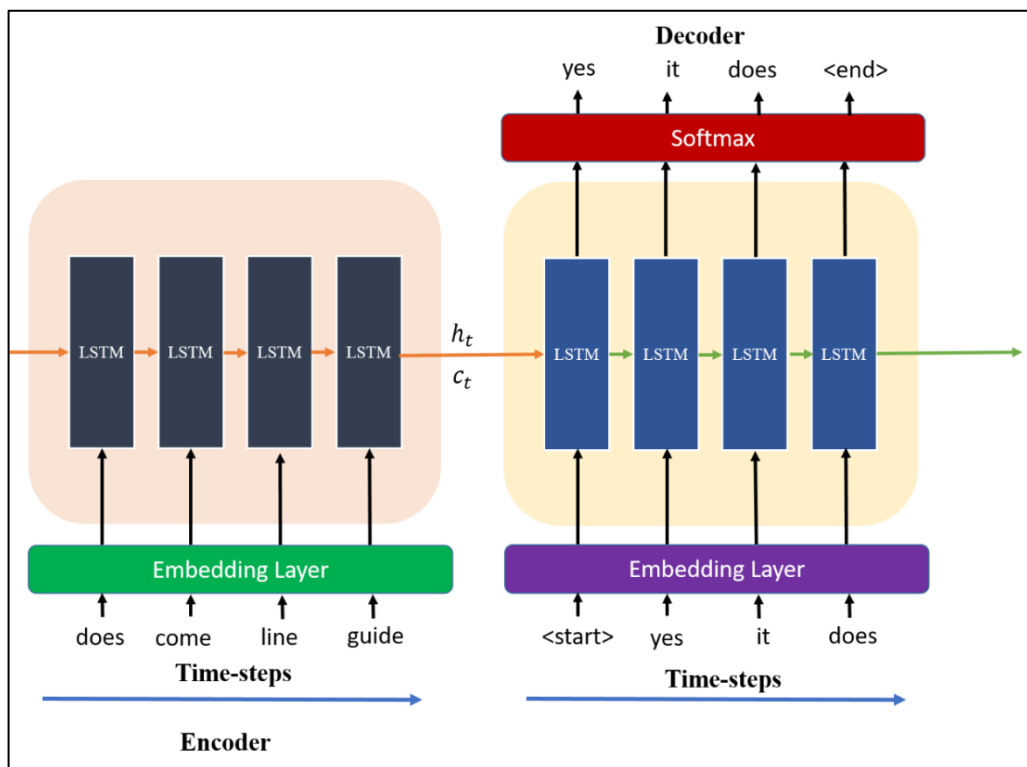 Decoder
yes it does <end>
Softmax
LSTM LSTM LSTM LSTM
h_t
c_t
LSTM LSTM LSTM LSTM
Embedding Layer
does come line guide
Time-steps
Encoder
Embedding Layer
<start> yes it does
Time-steps